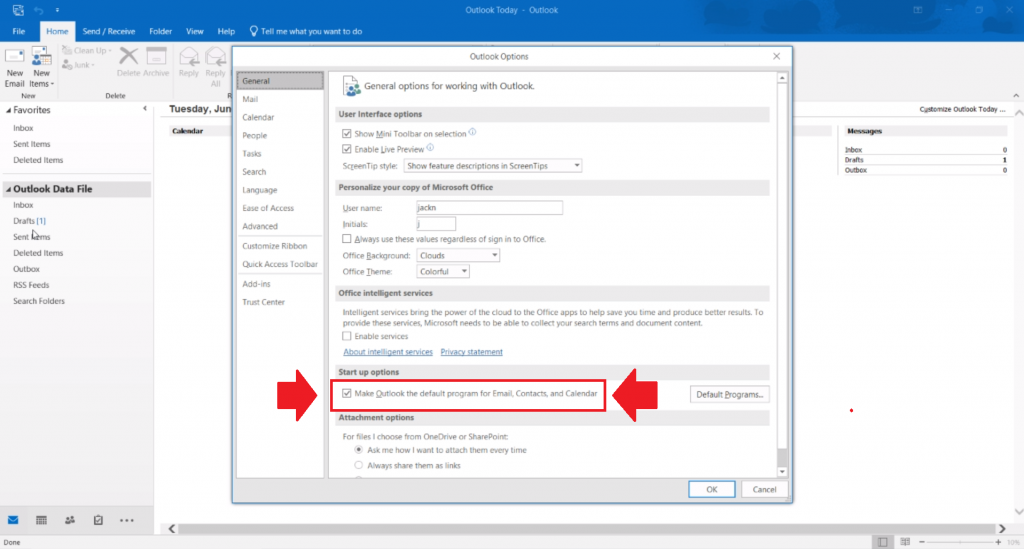 Outlook Today - Outlook
File Home Send / Receive Folder View Help Tell me what you want to do
New Email
New Items
Clean Up
Junk
Delete Archive
Reply
Reply All
New
Delete
Favorites
Inbox
Sent Items
Deleted Items
Outlook Data File
Inbox
Drafts [1]
Sent Items
Deleted Items
Outbox
RSS Feeds
Search Folders
Tuesday, Jun
Customize Outlook Today ...
Calendar
Messages
Inbox 0
Drafts 1
Outbox 0
Outlook Options
General
Mail
Calendar
People
Tasks
Search
Language
Ease of Access
Advanced
Customize Ribbon
Quick Access Toolbar
Add-ins
Trust Center
General options for working with Outlook.
User Interface options
Show Mini Toolbar on selection
Enable Live Preview
ScreenTip style: Show feature descriptions in ScreenTips
Personalize your copy of Microsoft Office
User name: jackn
Initials: j
Always use these values regardless of sign in to Office.
Office Background: Clouds
Office Theme: Colorful
Office intelligent services
Intelligent services bring the power of the cloud to the Office apps to help save you time and produce better results. To
provide these services, Microsoft needs to be able to collect your search terms and document content.
Enable services
About intelligent services Privacy statement
Start up options
Make Outlook the default program for Email, Contacts, and Calendar Default Programs...
Attachment options
For files I choose from OneDrive or SharePoint:
Ask me how I want to attach them every time
Always share them as links
OK Cancel
Done
10%